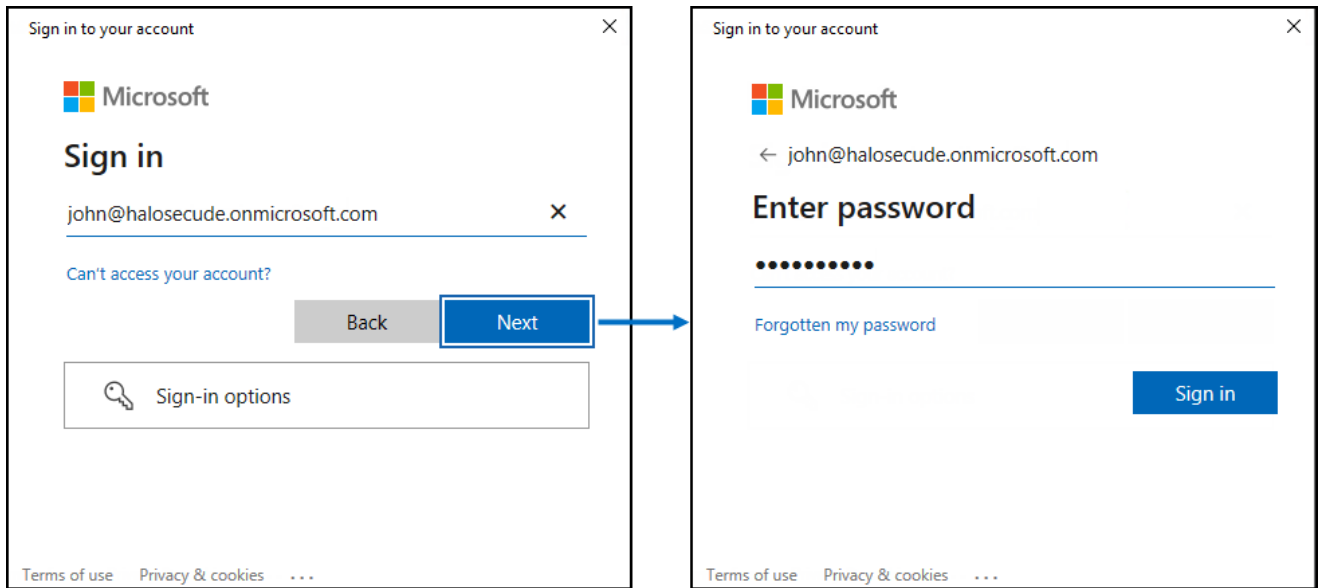 Sign in to your account
Microsoft
Sign in
john@halosecude.onmicrosoft.com
Can't access your account?
Back Next
Sign-in options
Terms of use Privacy & cookies ...
Sign in to your account
Microsoft
john@halosecude.onmicrosoft.com
Enter password
Forgotten my password
Sign in
Terms of use Privacy & cookies ...